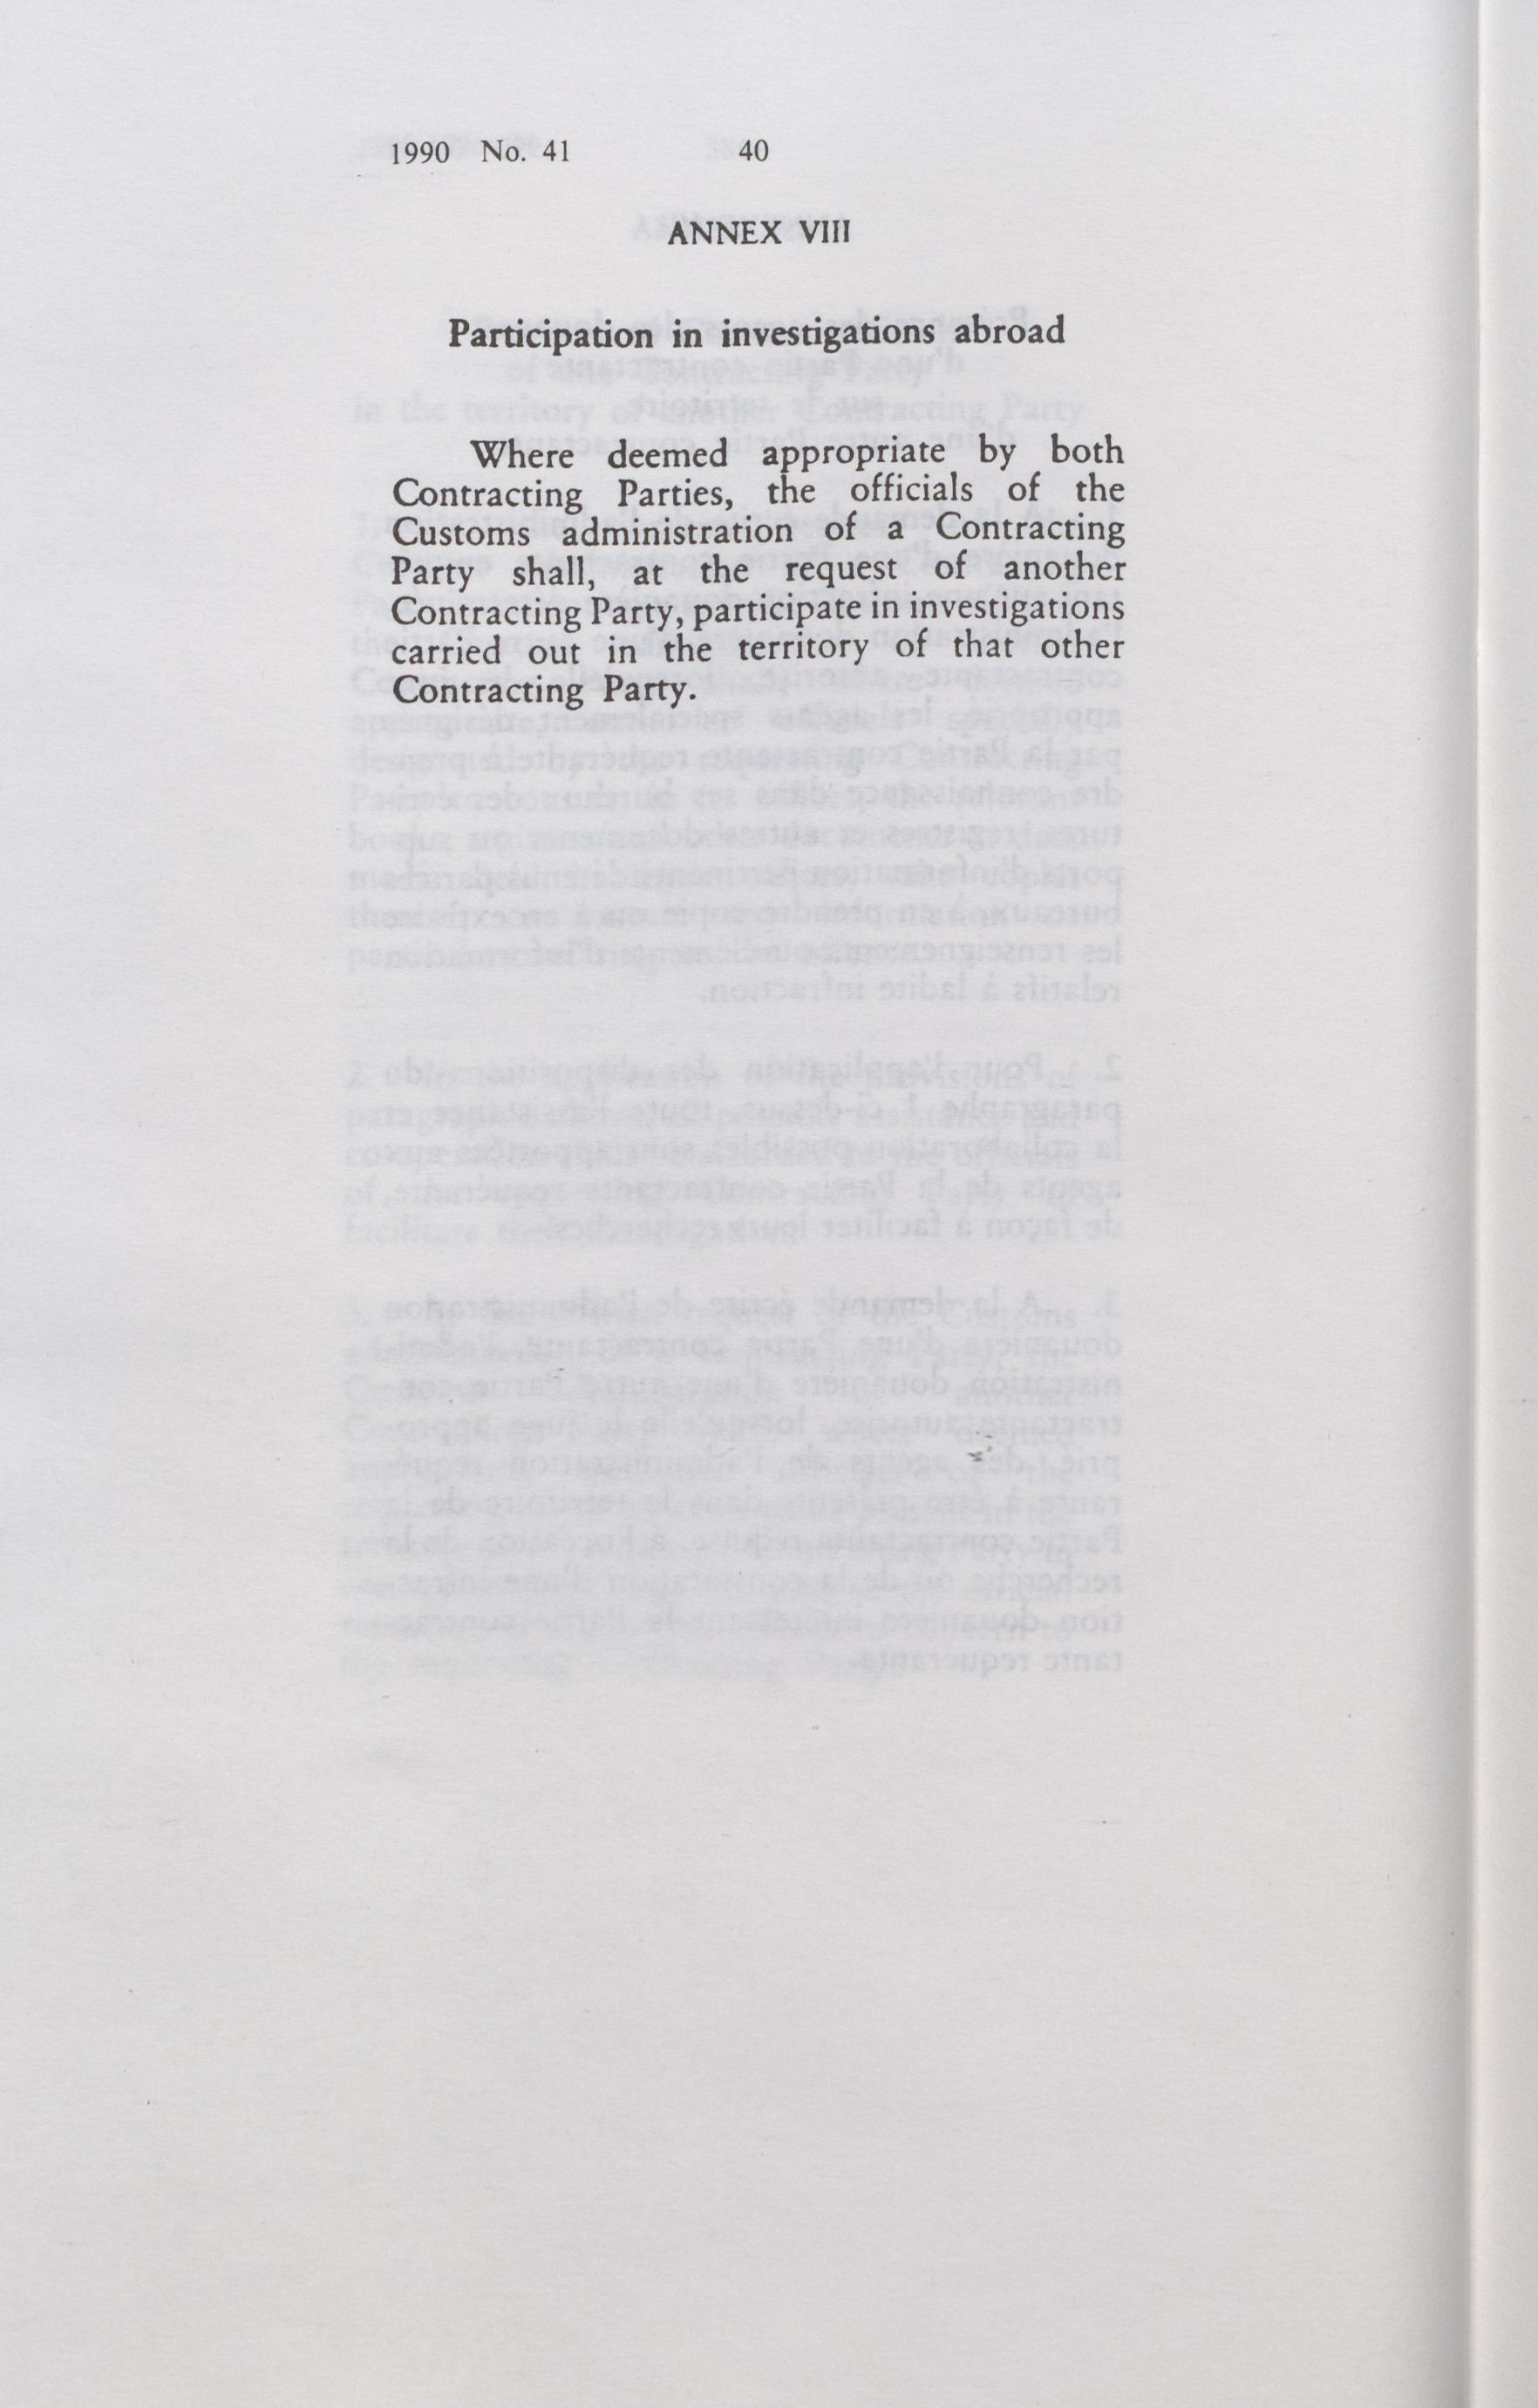 1990 No. 41 40
ANNEX VIII
Participation in investigations abroad
Where deemed appropriate by both
Contracting Parties, the officials of the
Customs administration of a Contracting
Party shall, at the request of another
Contracting Party, participate in investigations
carried out in the territory of that other
Contracting Party.